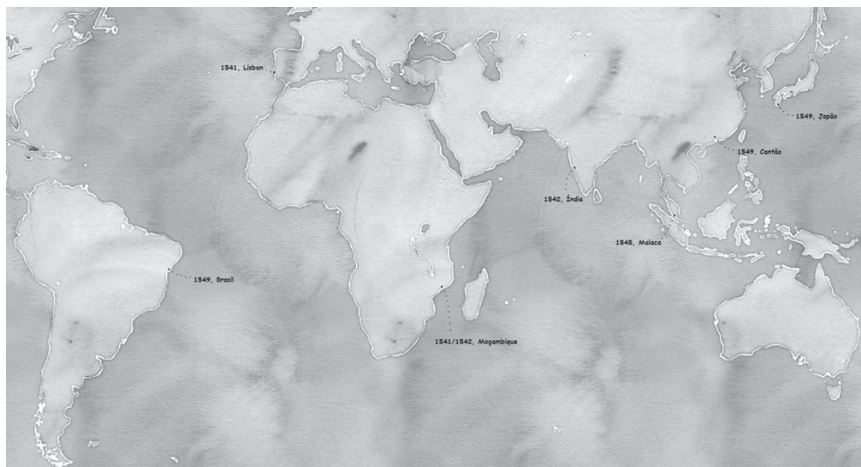 1541, Lisbon
1549, Japão
1549, Cantão
1542, Índia
1545, Malaca
1549, Brasil
1541/1542, Moçambique